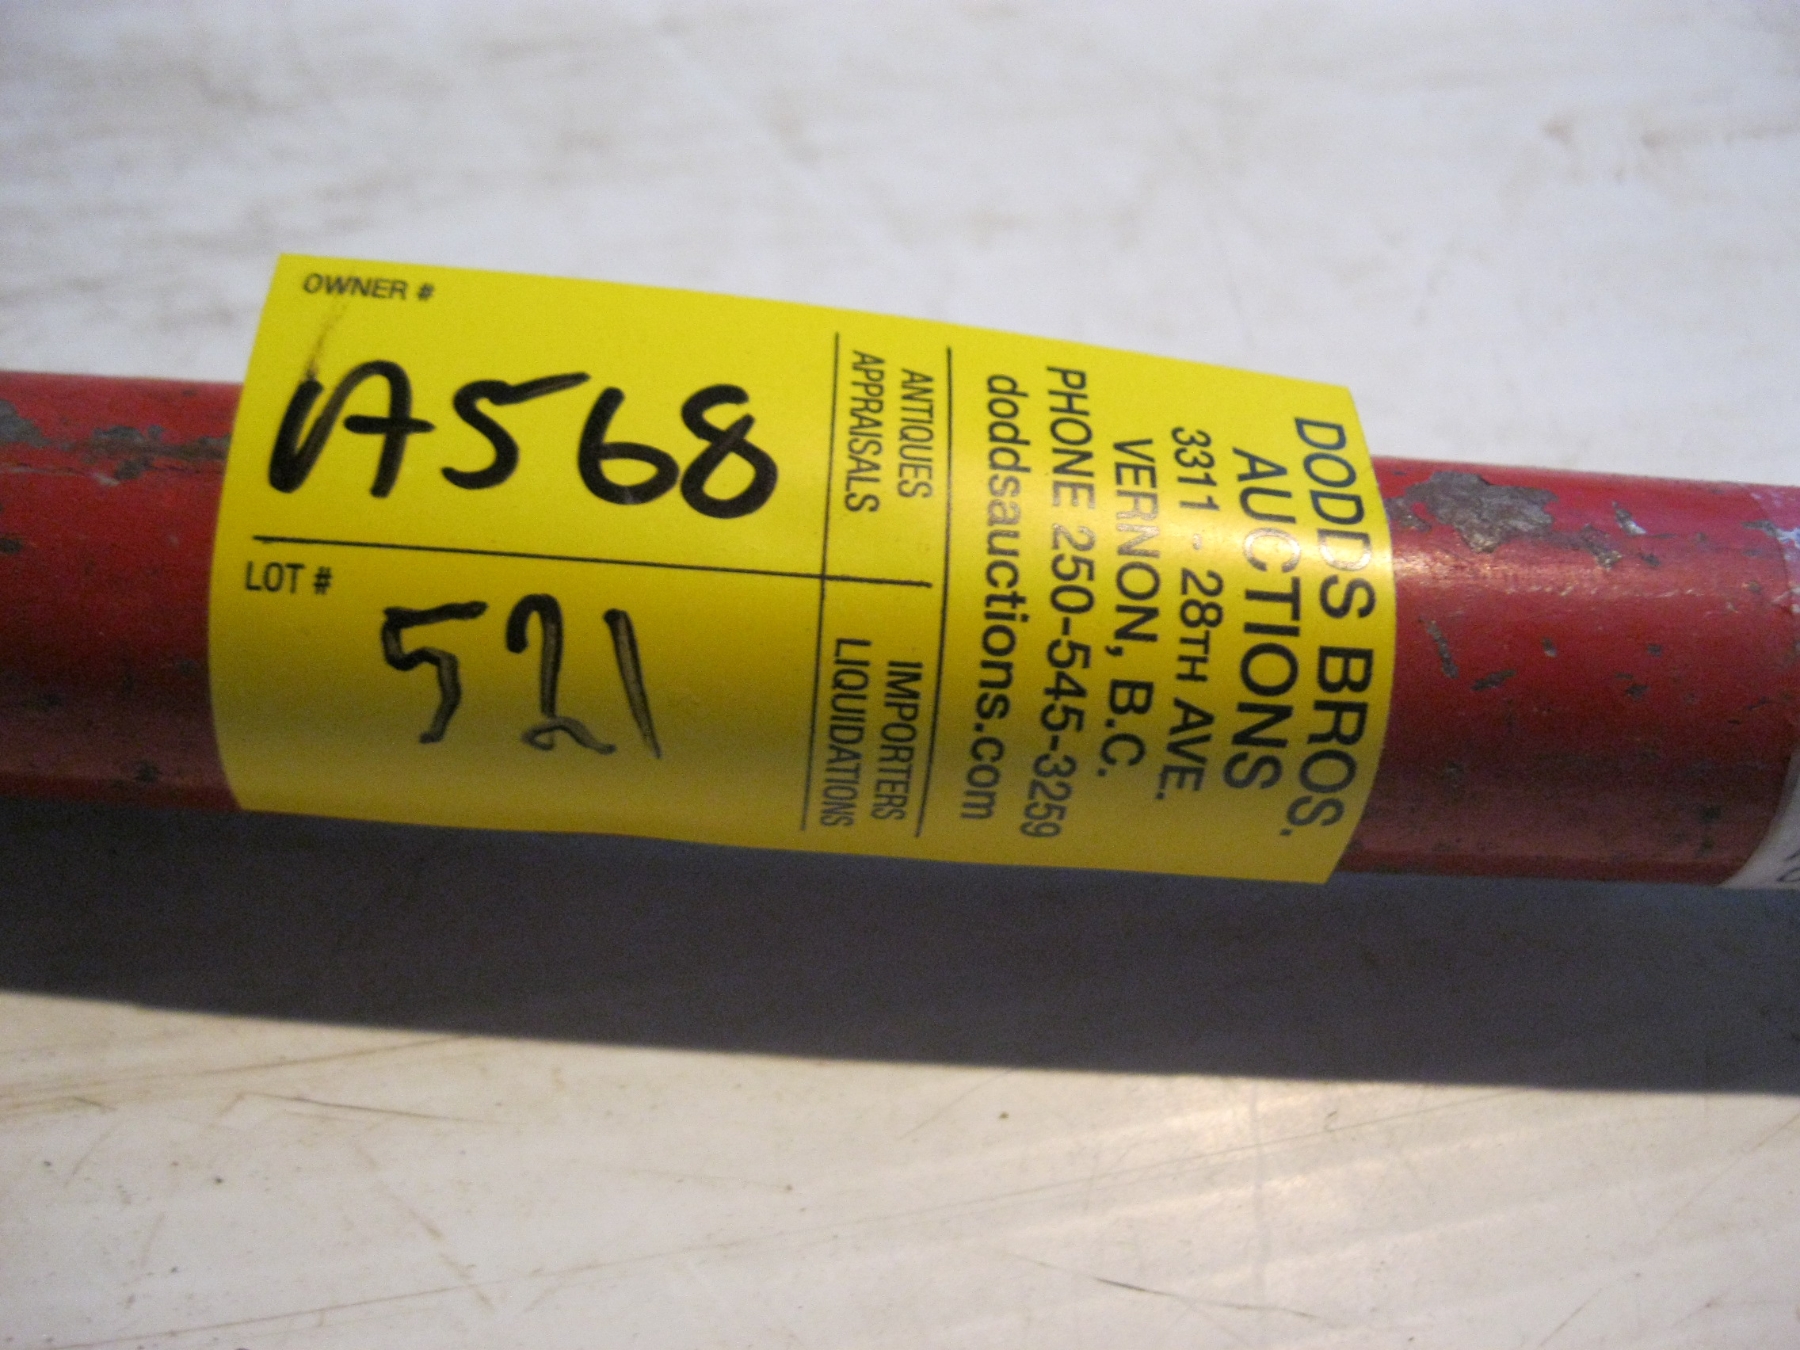 OWNER #
A568
LOT #
521
DODDS BROS.
AUCTIONS
3311 - 28TH AVE.
VERNON, B.C.
PHONE 250-545-3259
doddsauctions.com
ANTIQUES
APPRAISALS
IMPORTERS
LIQUIDATIONS